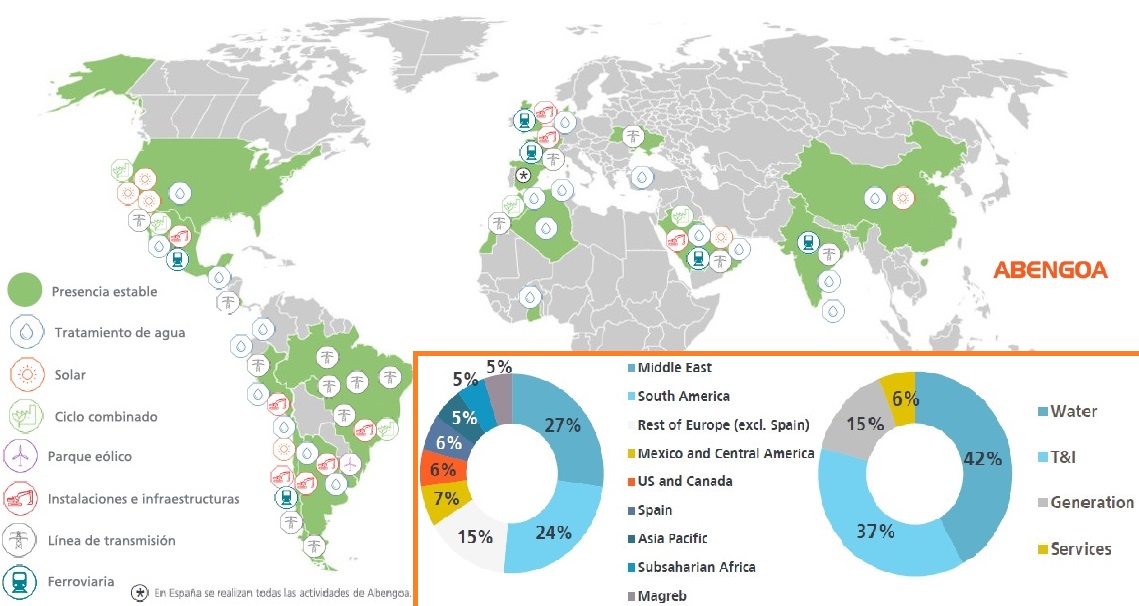 ABENGOA
Presencia estable
Tratamiento de agua
Solar
Ciclo combinado
Parque eólico
Instalaciones e infraestructuras
Línea de transmisión
Ferroviaria
* En España se realizan todas las actividades de Abengoa.
27%
24%
15%
7%
6%
6%
5%
5%
5%
Middle East
South America
Rest of Europe (excl. Spain)
Mexico and Central America
US and Canada
Spain
Asia Pacific
Subsaharian Africa
Magreb
42%
37%
15%
6%
Water
T&I
Generation
Services